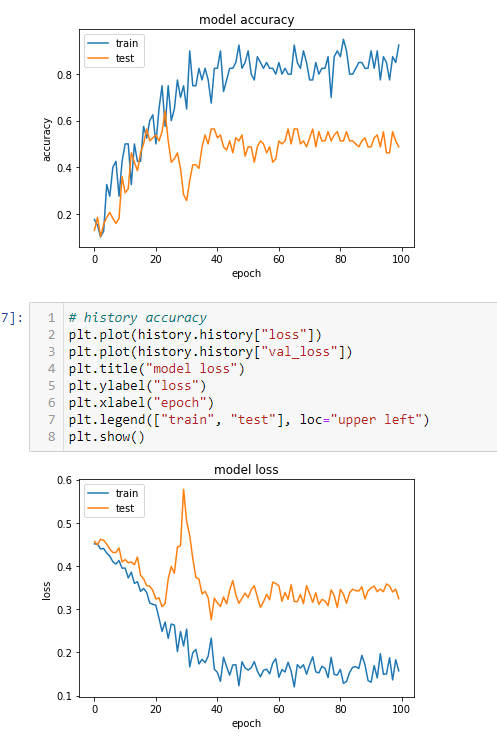 model accuracy
train
test
0.8
0.6
0.4
0.2
accuracy
0 20 40 60 80 100
epoch
7]:
1 # history accuracy
2 plt.plot(history.history["loss"])
3 plt.plot(history.history["val_loss"])
4 plt.title("model loss")
5 plt.ylabel("loss")
6 plt.xlabel("epoch")
7 plt.legend(["train", "test"], loc="upper left")
8 plt.show()
model loss
train
test
0.6
0.5
0.4
0.3
0.2
0.1
loss
0 20 40 60 80 100
epoch